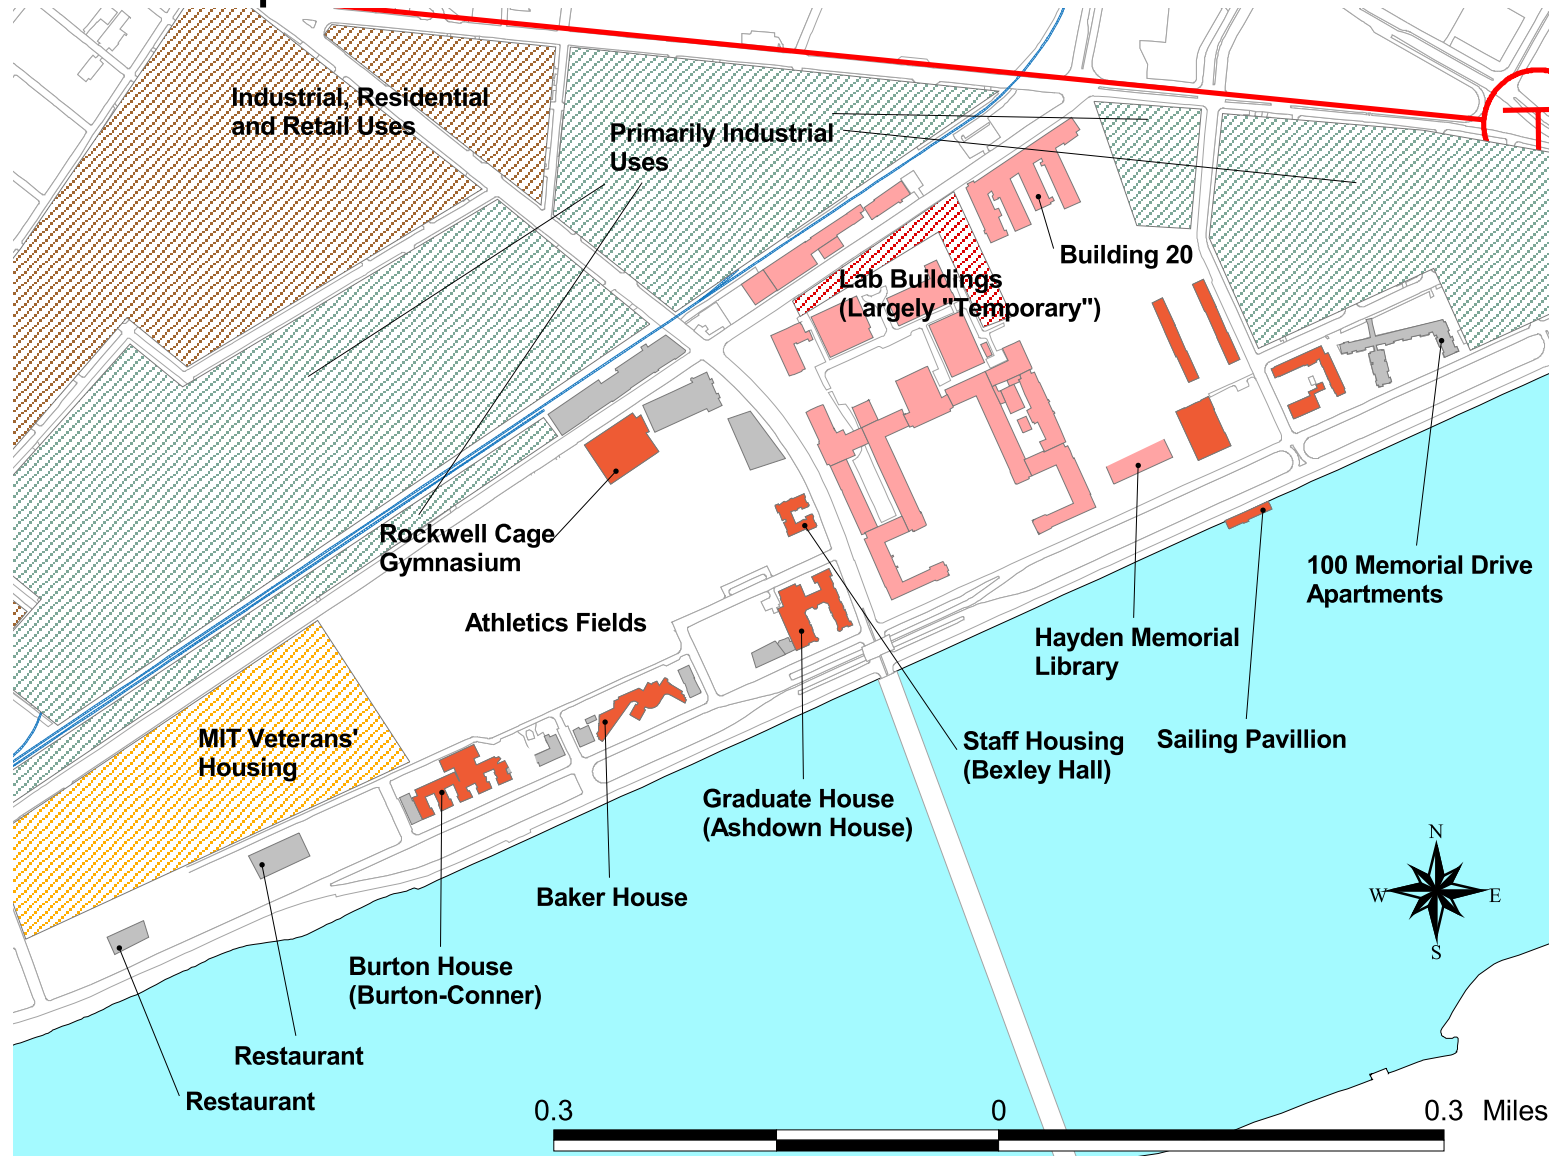 Industrial, Residential
and Retail Uses
Primarily Industrial
Uses
T
Building 20
Lab Buildings
(Largely "Temporary")
Rockwell Cage
Gymnasium
100 Memorial Drive
Apartments
Athletics Fields
Hayden Memorial
Library
MIT Veterans'
Housing
Staff Housing
(Bexley Hall)
Sailing Pavillion
Graduate House
(Ashdown House)
N
W
E
S
Baker House
Burton House
(Burton-Conner)
Restaurant
Restaurant
0.3 0 0.3 Miles